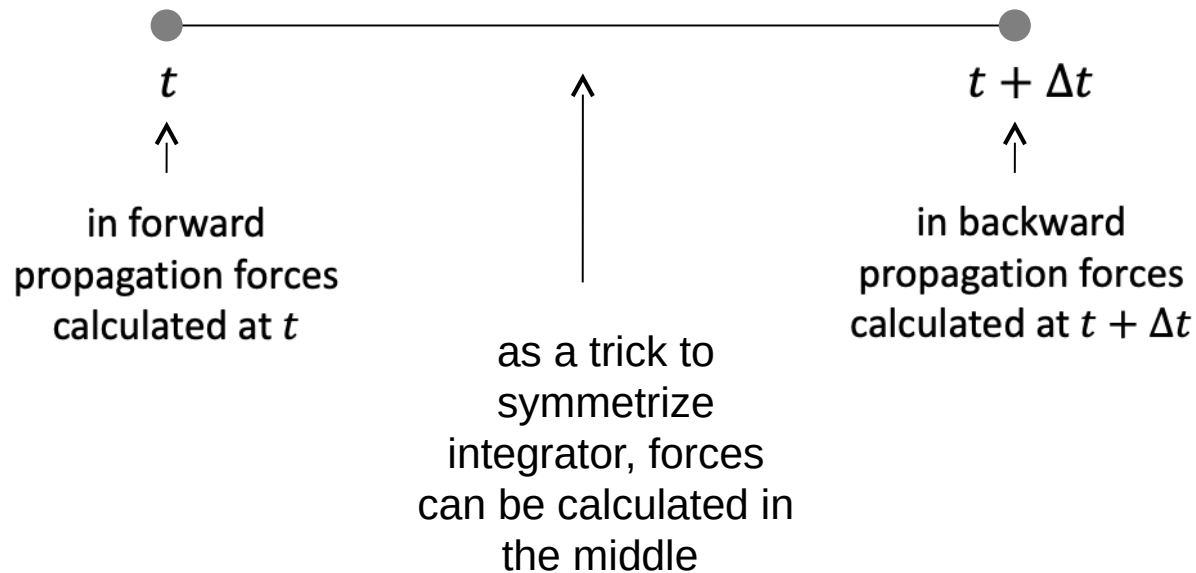 t
t + Δt
in forward
propagation forces
calculated at t
in backward
propagation forces
calculated at t + Δt
as a trick to
symmetrize
integrator, forces
can be calculated in
the middle